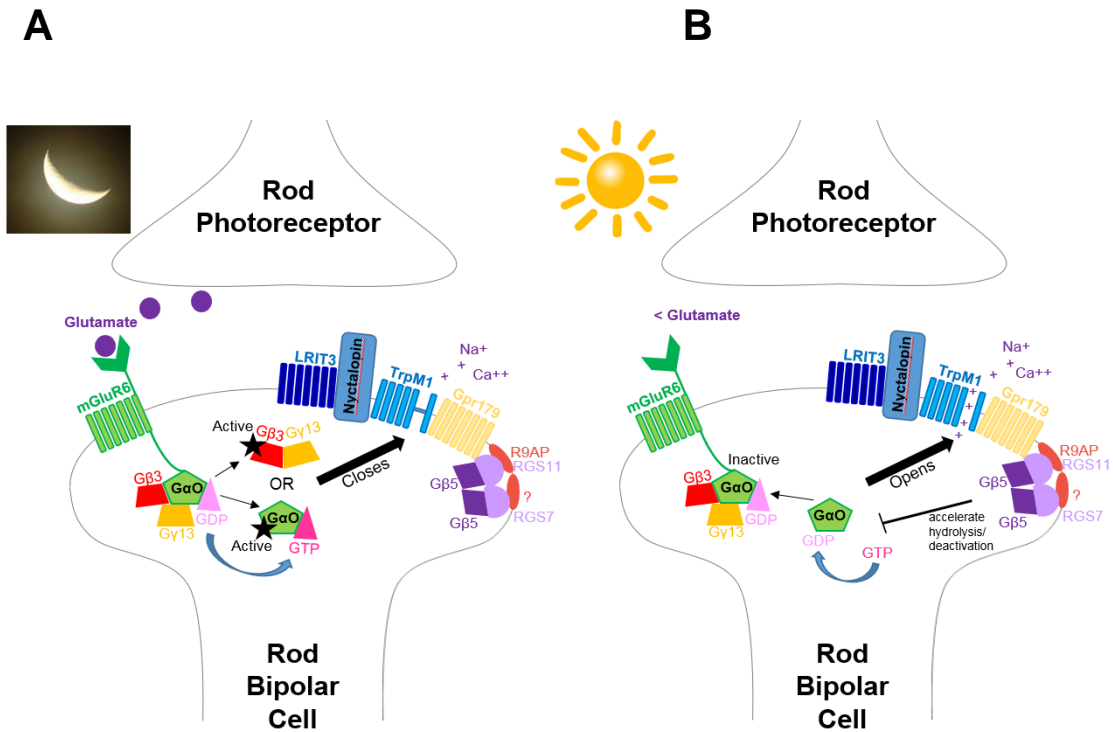 A
Rod
Photoreceptor
Glutamate
mGluR6
LRIT3
Nyctalopin
TrpM1
Na+
+
+
Ca++
+
Gpr179
Active
Gβ3
Gγ13
OR
Closes
Gβ3
GαO
GDP
Gγ13
GαO
Active
GTP
R9AP
RGS11
Gβ5
?
Gβ5
RGS7
Rod
Bipolar
Cell
B
Rod
Photoreceptor
< Glutamate
mGluR6
LRIT3
Nyctalopin
TrpM1
Na+
+
+
Ca++
+
+
+
+
+
Gpr179
Inactive
Opens
Gβ3
GαO
GDP
Gγ13
GαO
GDP
GTP
accelerate
hydrolysis/
deactivation
R9AP
RGS11
Gβ5
?
Gβ5
RGS7
Rod
Bipolar
Cell